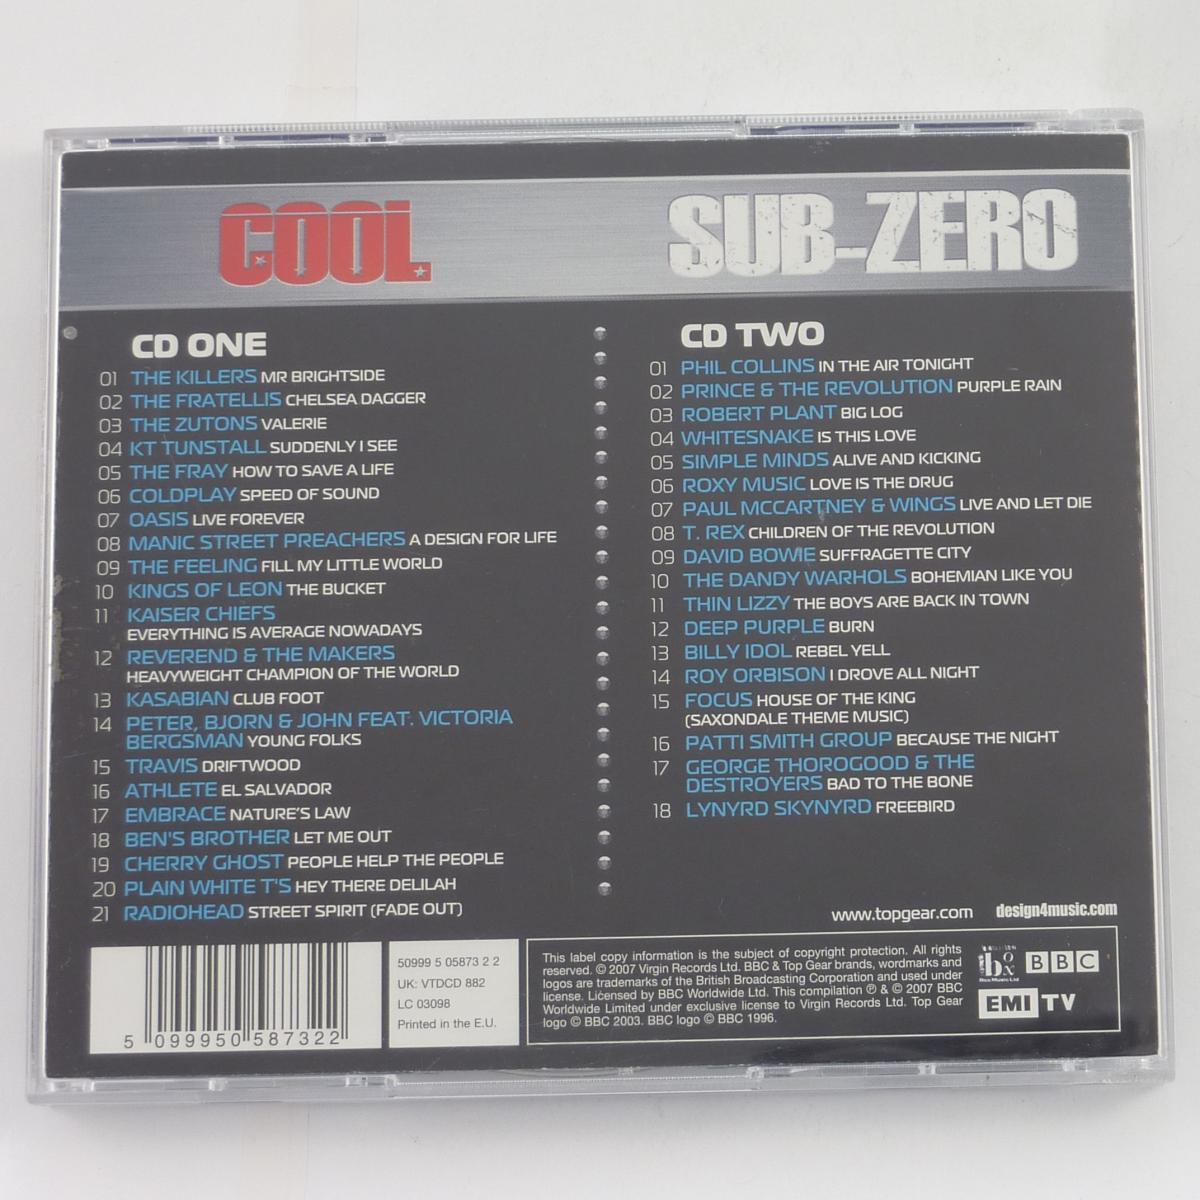 COOL
SUB-ZERO
CD ONE
01 THE KILLERS MR BRIGHTSIDE
02 THE FRATELLIS CHELSEA DAGGER
03 THE ZUTONS VALERIE
04 KT TUNSTALL SUDDENLY I SEE
05 THE FRAY HOW TO SAVE A LIFE
06 COLDPLAY SPEED OF SOUND
07 OASIS LIVE FOREVER
08 MANIC STREET PREACHERS A DESIGN FOR LIFE
09 THE FEELING FILL MY LITTLE WORLD
10 KINGS OF LEON THE BUCKET
11 KAISER CHIEFS
EVERYTHING IS AVERAGE NOWADAYS
12 REVEREND & THE MAKERS
HEAVYWEIGHT CHAMPION OF THE WORLD
13 KASABIAN CLUB FOOT
14 PETER, BJORN & JOHN FEAT. VICTORIA
BERGSMAN YOUNG FOLKS
15 TRAVIS DRIFTWOOD
16 ATHLETE EL SALVADOR
17 EMBRACE NATURE'S LAW
18 BEN'S BROTHER LET ME OUT
19 CHERRY GHOST PEOPLE HELP THE PEOPLE
20 PLAIN WHITE T'S HEY THERE DELILAH
21 RADIOHEAD STREET SPIRIT (FADE OUT)
CD TWO
01 PHIL COLLINS IN THE AIR TONIGHT
02 PRINCE & THE REVOLUTION PURPLE RAIN
03 ROBERT PLANT BIG LOG
04 WHITESNAKE IS THIS LOVE
05 SIMPLE MINDS ALIVE AND KICKING
06 ROXY MUSIC LOVE IS THE DRUG
07 PAUL MCCARTNEY & WINGS LIVE AND LET DIE
08 T. REX CHILDREN OF THE REVOLUTION
09 DAVID BOWIE SUFFRAGETTE CITY
10 THE DANDY WARHOLS BOHEMIAN LIKE YOU
11 THIN LIZZY THE BOYS ARE BACK IN TOWN
12 DEEP PURPLE BURN
13 BILLY IDOL REBEL YELL
14 ROY ORBISON I DROVE ALL NIGHT
15 FOCUS HOUSE OF THE KING
(SAXONDALE THEME MUSIC)
16 PATTI SMITH GROUP BECAUSE THE NIGHT
17 GEORGE THOROGOOD & THE
DESTROYERS BAD TO THE BONE
18 LYNYRD SKYNYRD FREEBIRD
www.topgear.com design4music.com
5 099950 587322
50999 5 05873 2 2
UK: VTDCD 882
LC 03098
Printed in the E.U.
This label copy information is the subject of copyright protection. All rights
reserved. © 2007 Virgin Records Ltd. BBC & Top Gear brands, wordmarks and
logos are trademarks of the British Broadcasting Corporation and used under
license. Licensed by BBC Worldwide Ltd. This compilation ℗ & © 2007 BBC
Worldwide Limited under exclusive license to Virgin Records Ltd. Top Gear
logo © BBC 2003. BBC logo © BBC 1996.
box
BBC
EMI TV